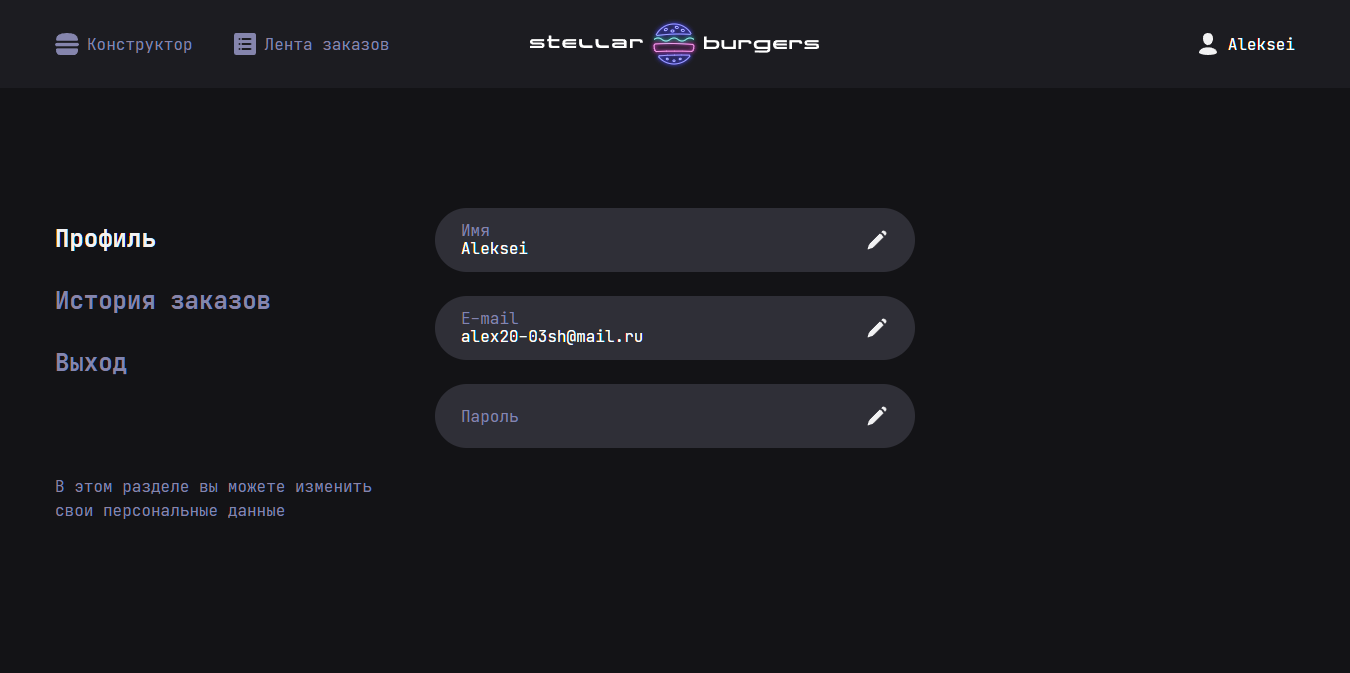 Конструктор
Лента заказов
stellar burgers
Aleksei
Профиль
История заказов
Выход
В этом разделе вы можете изменить
свои персональные данные
Имя
Aleksei
E-mail
alex20-03sh@mail.ru
Пароль